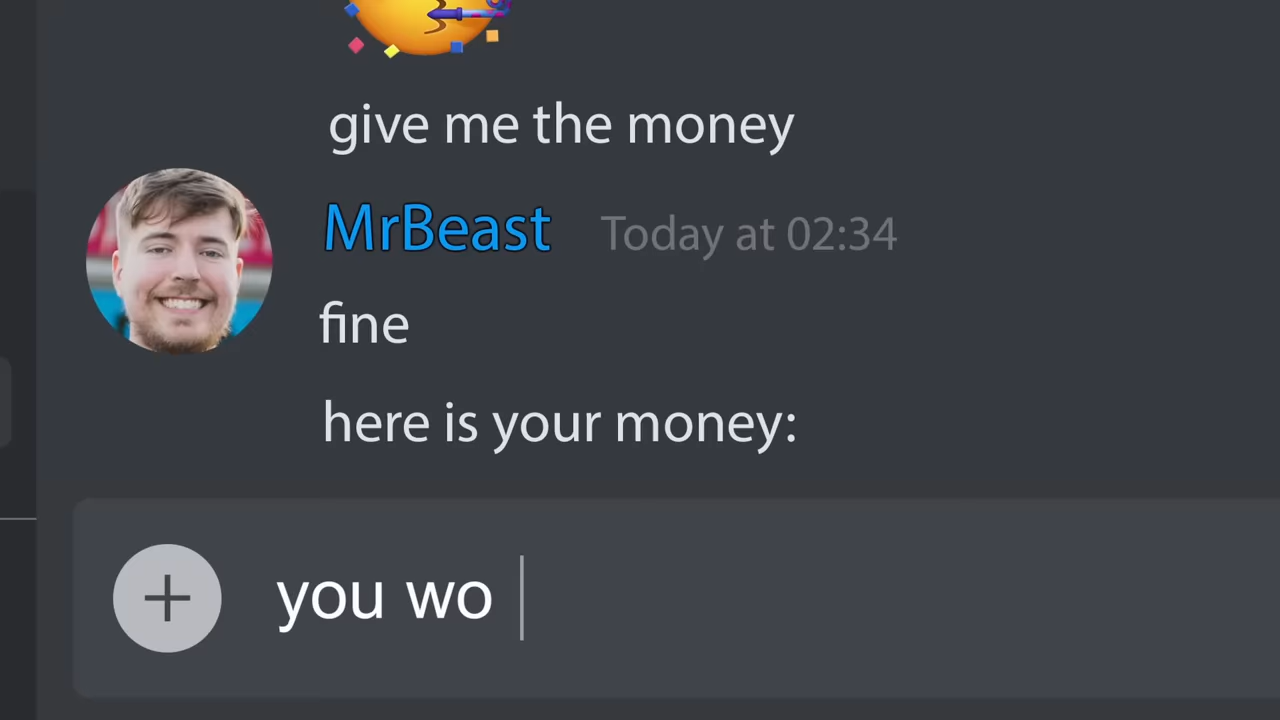 give me the money
MrBeast Today at 02:34
fine
here is your money:
you wo